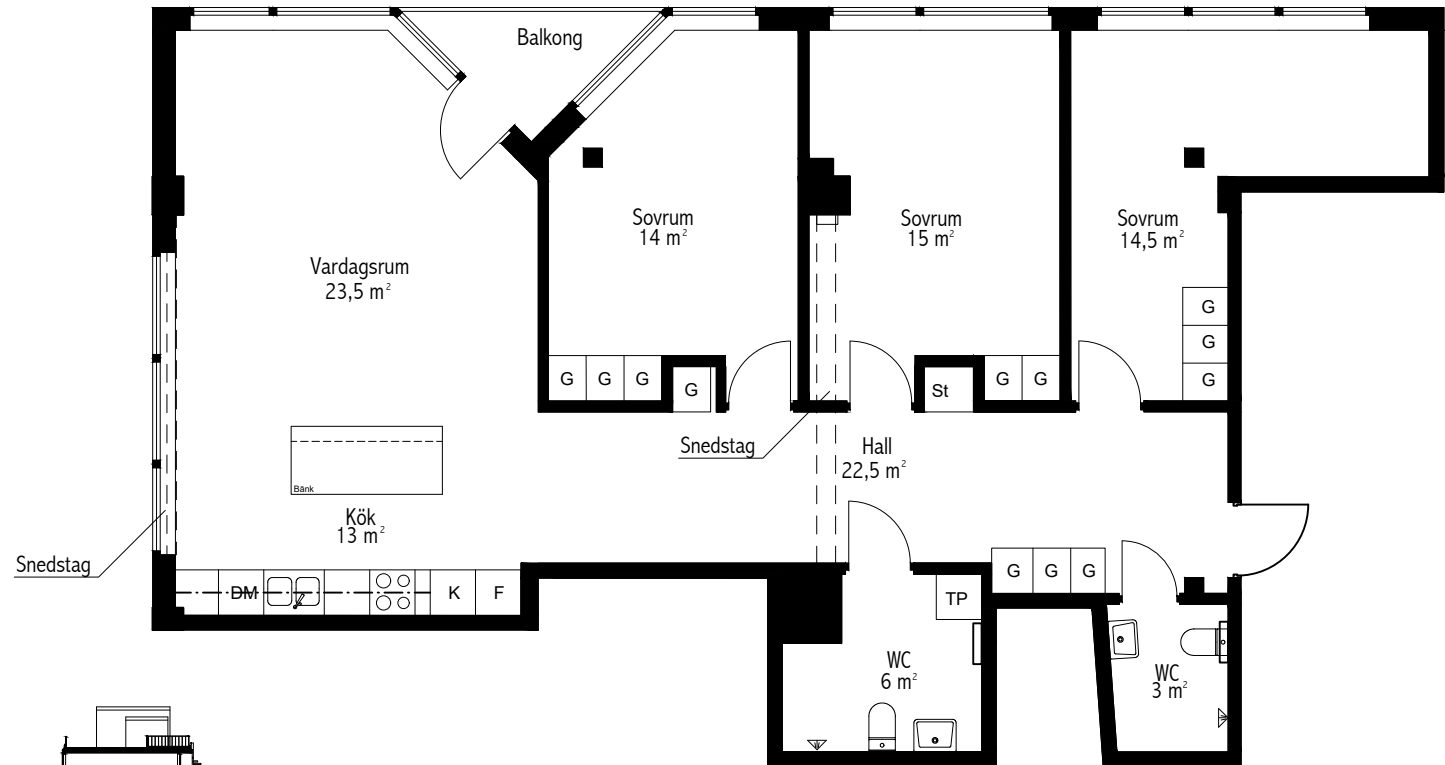 Balkong
Sovrum
14 m²
Sovrum
15 m²
Sovrum
14,5 m²
Vardagsrum
23,5 m²
G
G
G
G
G
G
G
St
G
G
Snedstag
Hall
22,5 m²
Bänk
Kök
13 m²
Snedstag
DM
K
F
G
G
G
TP
WC
6 m²
WC
3 m²